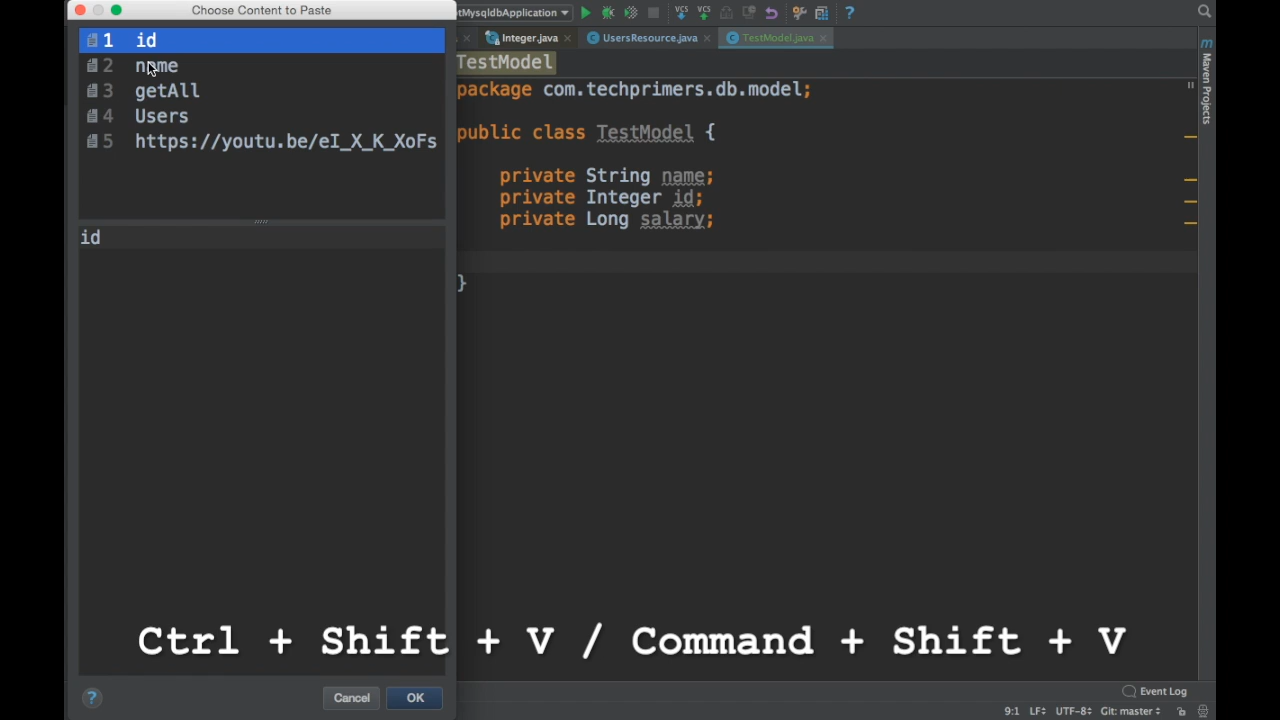 Choose Content to Paste
1 id
2 name
3 getAll
4 Users
5 https://youtu.be/eI_X_K_XoFs
id
Cancel
OK
?
tMysqldbApplication
VCS VCS ?
s Integer.java UsersResource.java TestModel.java
TestModel
package com.techprimers.db.model;
public class TestModel {
private String name;
private Integer id;
private Long salary;
}
m Maven Projects
Ctrl + Shift + V / Command + Shift + V
Event Log
9:1 LF÷ UTF-8÷ Git: master÷